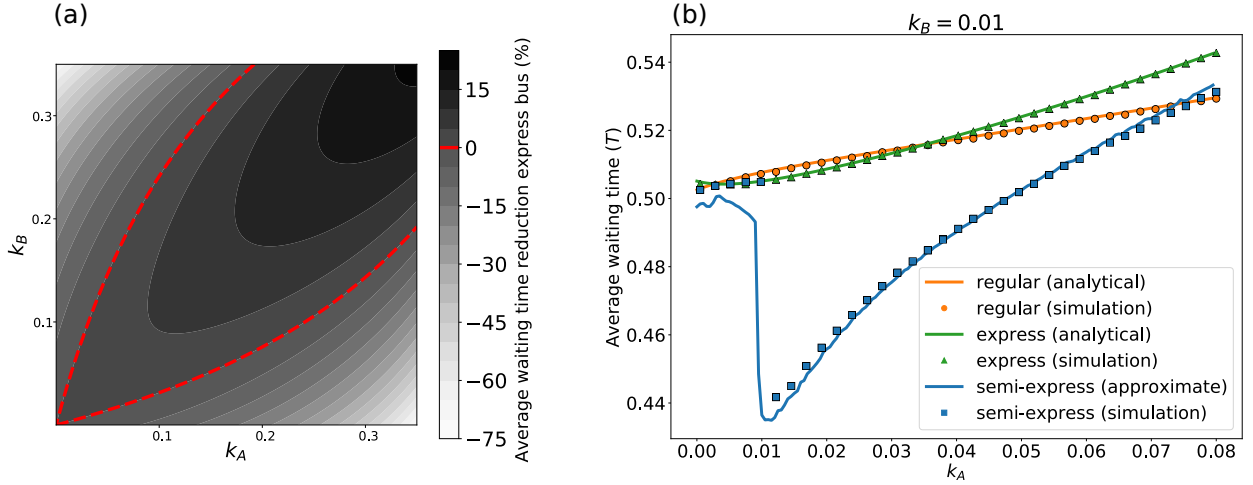 (a)
k_B
0.3
0.2
0.1
0.1
0.2
0.3
k_A
15
0
−15
−30
−45
−60
−75
Average waiting time reduction express bus (%)
(b)
k_B = 0.01
Average waiting time (T)
0.54
0.52
0.50
0.48
0.46
0.44
0.00 0.01 0.02 0.03 0.04 0.05 0.06 0.07 0.08
k_A
regular (analytical)
regular (simulation)
express (analytical)
express (simulation)
semi-express (approximate)
semi-express (simulation)